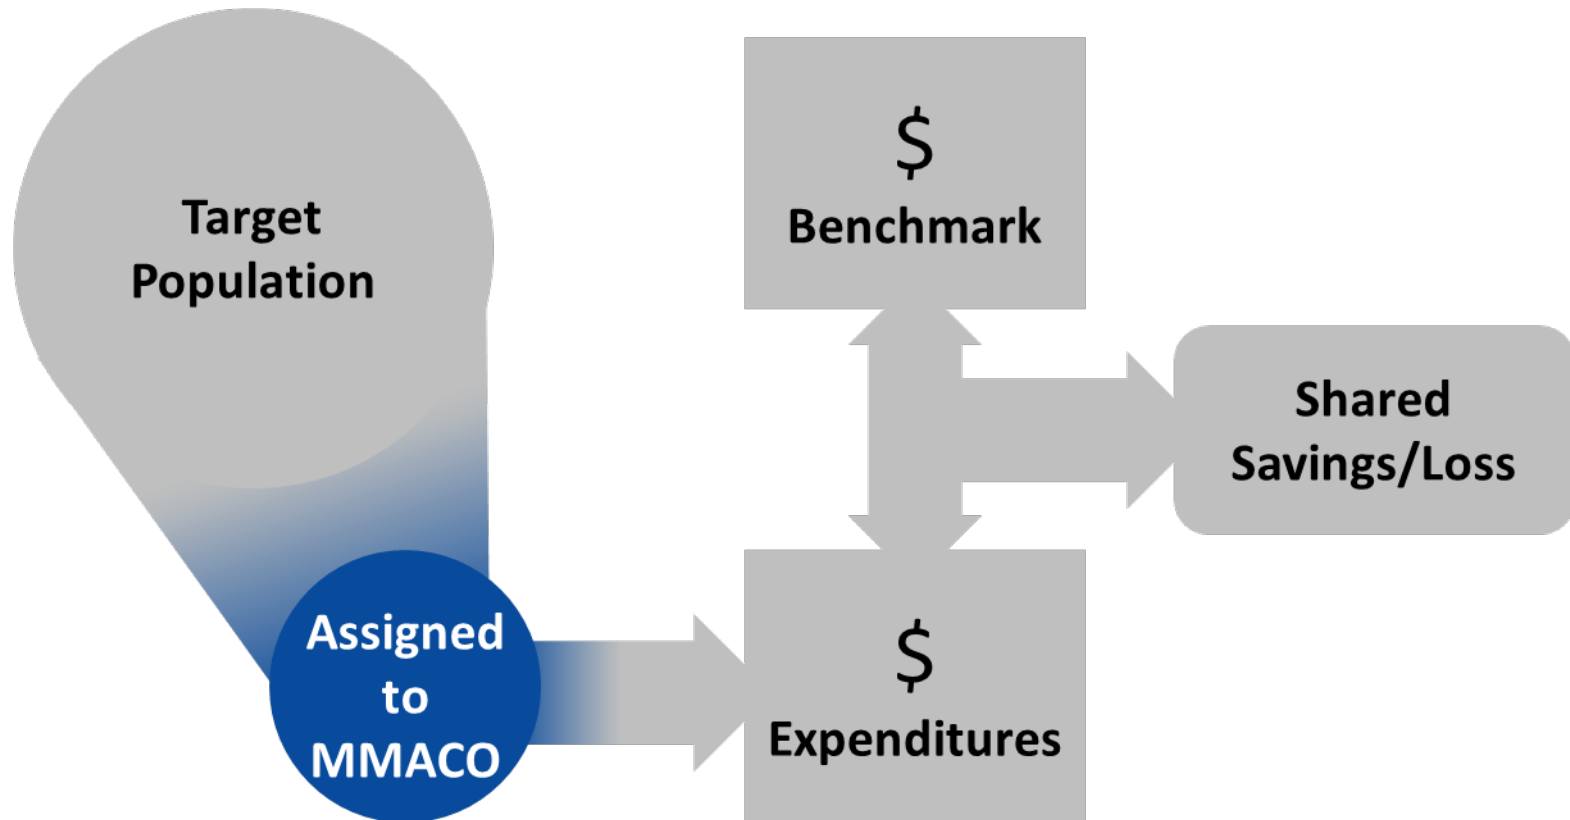 Target
Population
Assigned
to
MMACO
$
Benchmark
$
Expenditures
Shared
Savings/Loss